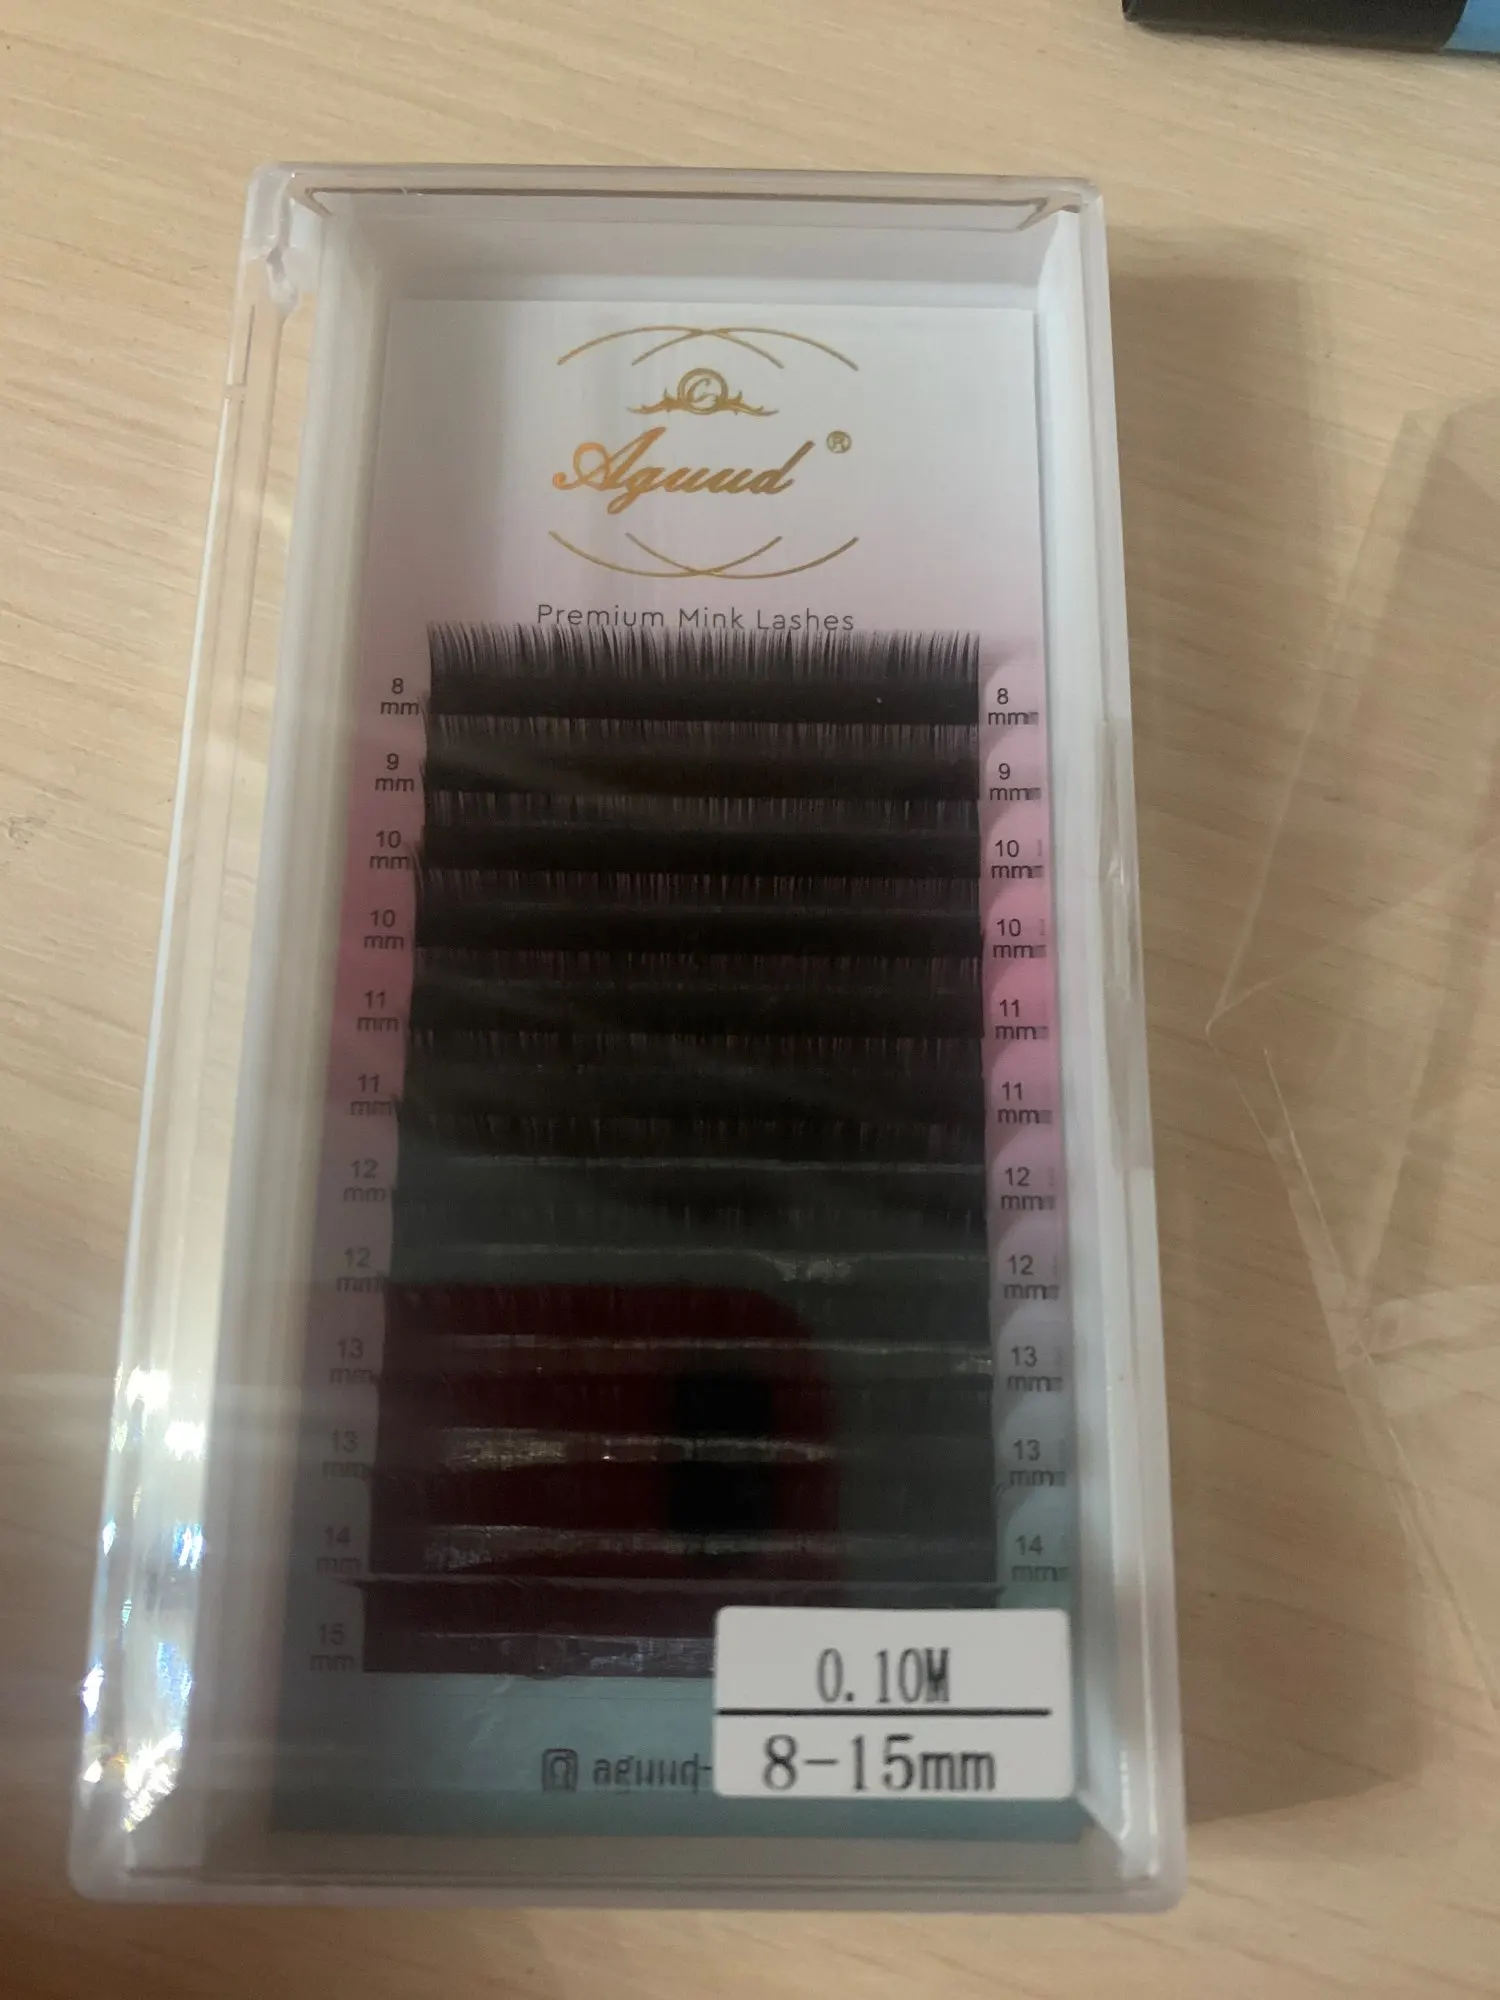 C
Aguud ®
Premium Mink Lashes
8 mm 8 mm
9 mm 9 mm
10 mm 10 mm
10 mm 10 mm
11 mm 11 mm
11 mm 11 mm
12 mm 12 mm
12 mm 12 mm
13 mm 13 mm
13 mm 13 mm
14 mm 14 mm
15 mm
0.10M
8-15mm
aguud-